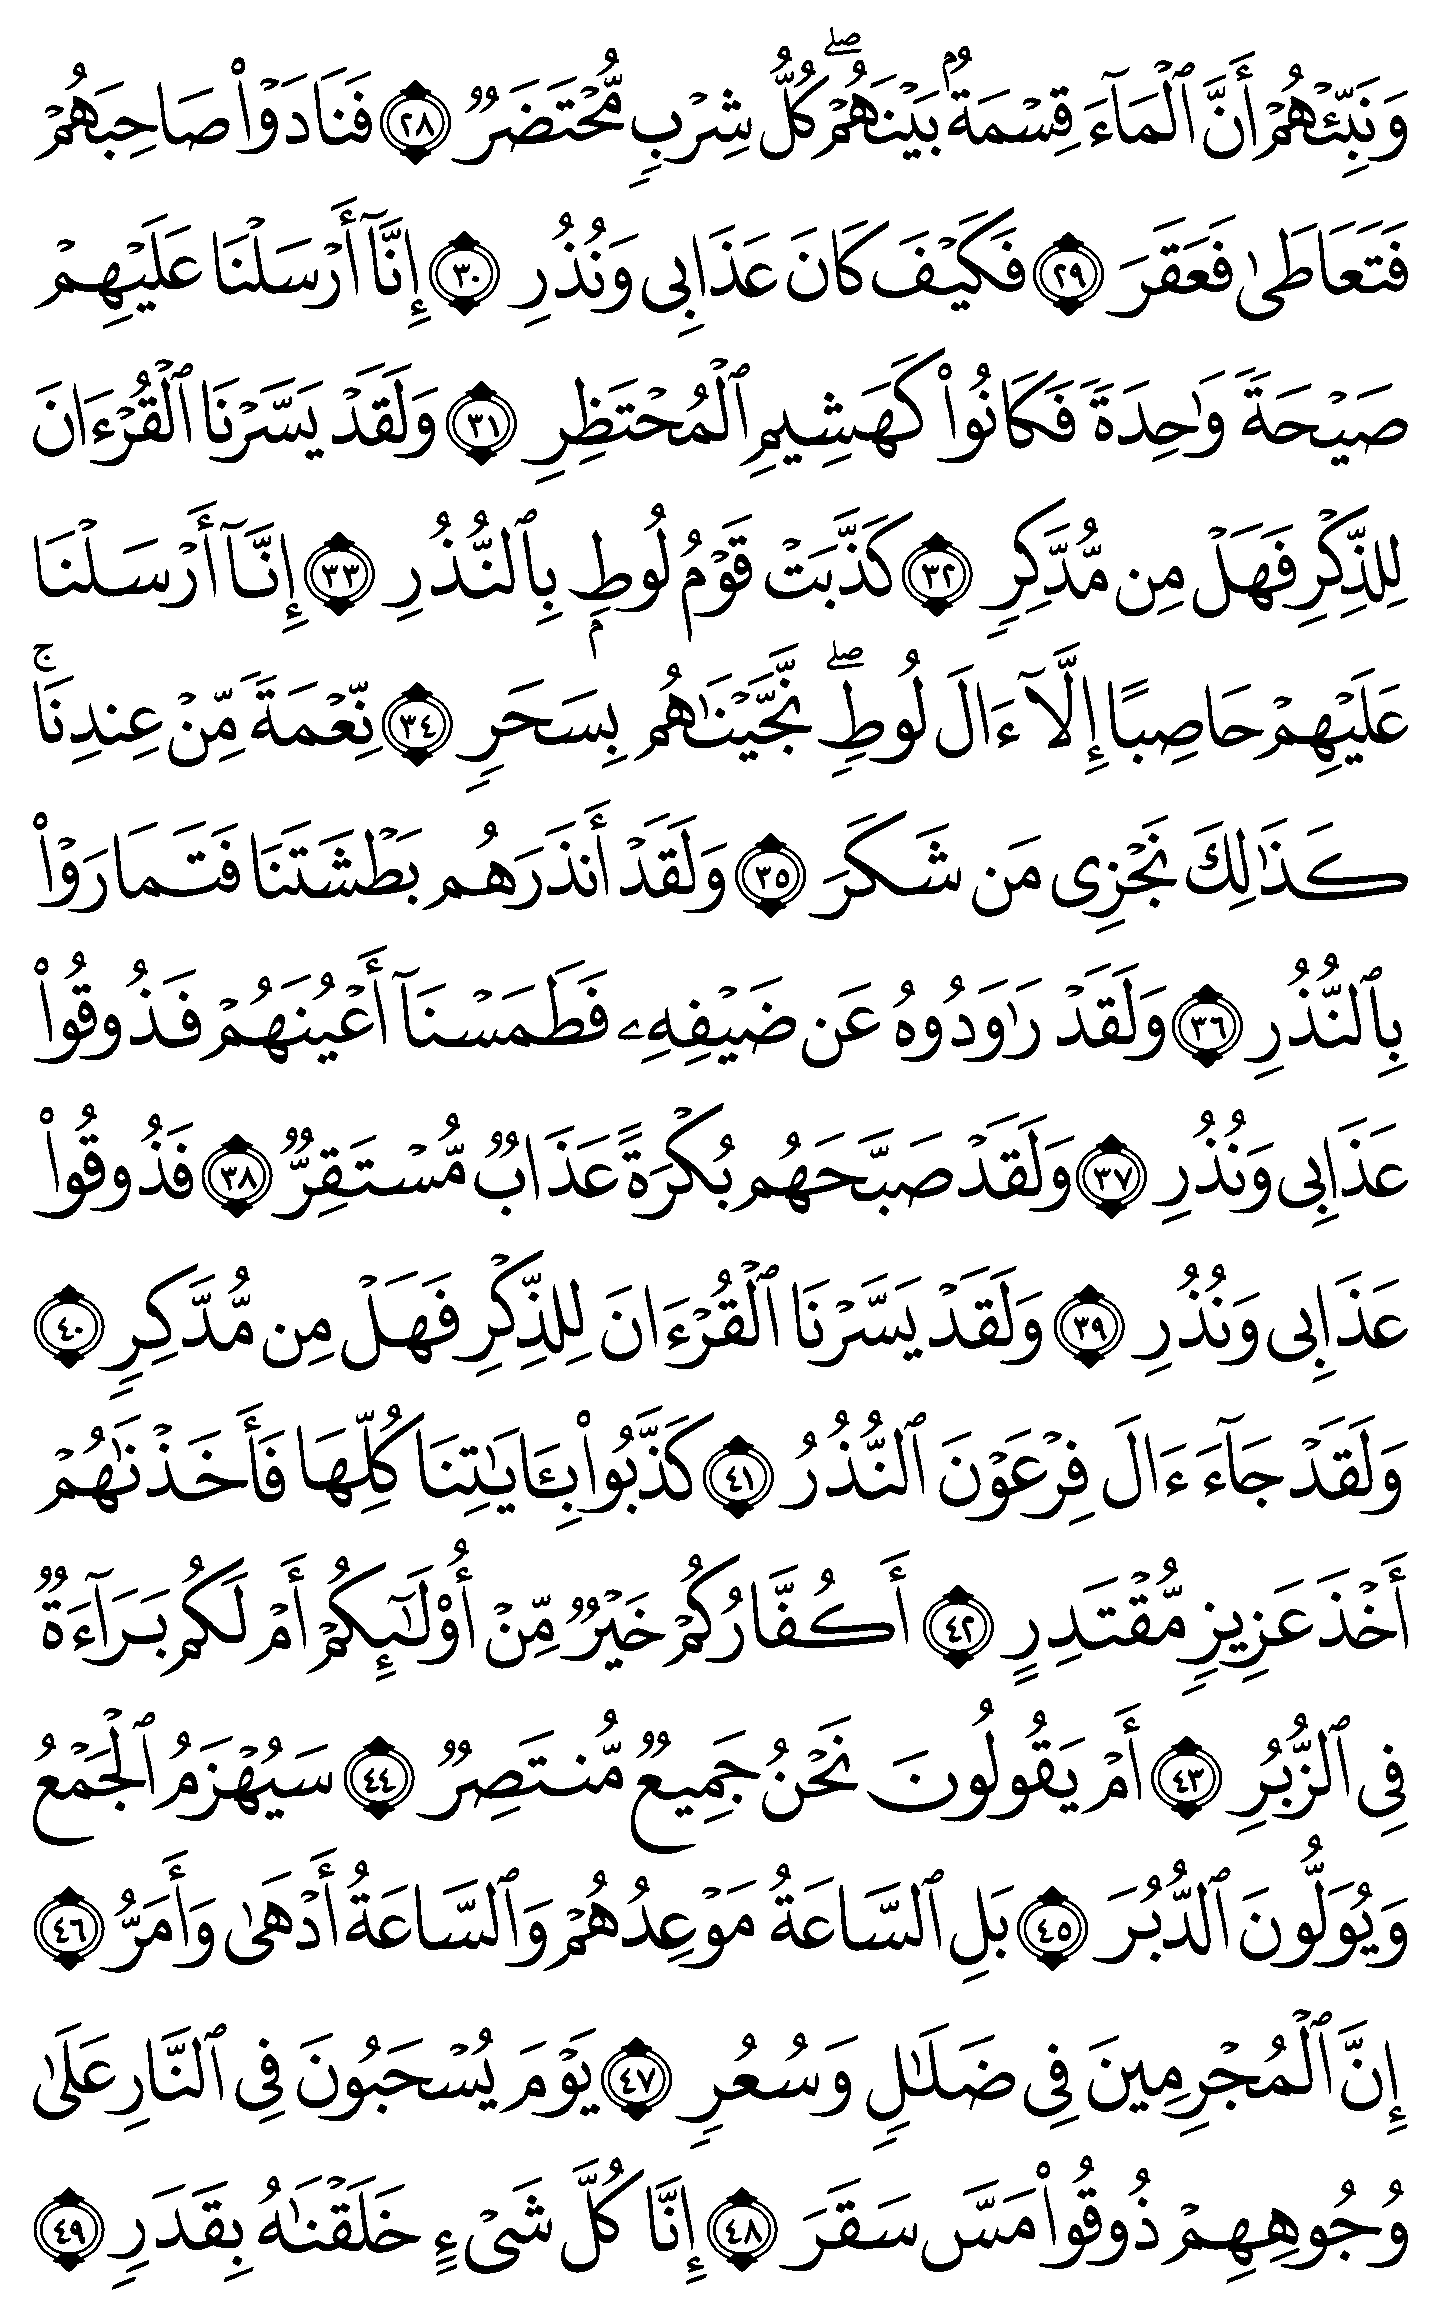 وَنَبِّئۡهُمۡ أَنَّ ٱلۡمَآءَ قِسۡمَةُۢ بَيۡنَهُمۡۖ كُلُّ شِرۡبٖ مُّحۡتَضَرٞ ٢٨ فَنَادَوۡاْ صَاحِبَهُمۡ
فَتَعَاطَىٰ فَعَقَرَ ٢٩ فَكَيۡفَ كَانَ عَذَابِي وَنُذُرِ ٣٠ إِنَّآ أَرۡسَلۡنَا عَلَيۡهِمۡ
صَيۡحَةٗ وَٰحِدَةٗ فَكَانُواْ كَهَشِيمِ ٱلۡمُحۡتَظِرِ ٣١ وَلَقَدۡ يَسَّرۡنَا ٱلۡقُرۡءَانَ
لِلذِّكۡرِ فَهَلۡ مِن مُّدَّكِرٖ ٣٢ كَذَّبَتۡ قَوۡمُ لُوطِۭ بِٱلنُّذُرِ ٣٣ إِنَّآ أَرۡسَلۡنَا
عَلَيۡهِمۡ حَاصِبًا إِلَّآ ءَالَ لُوطٖۖ نَّجَّيۡنَٰهُم بِسَحَرٖ ٣٤ نِّعۡمَةٗ مِّنۡ عِندِنَاۚ
كَذَٰلِكَ نَجۡزِي مَن شَكَرَ ٣٥ وَلَقَدۡ أَنذَرَهُم بَطۡشَتَنَا فَتَمَارَوۡاْ
بِٱلنُّذُرِ ٣٦ وَلَقَدۡ رَٰوَدُوهُ عَن ضَيۡفِهِۦ فَطَمَسۡنَآ أَعۡيُنَهُمۡ فَذُوقُواْ
عَذَابِي وَنُذُرِ ٣٧ وَلَقَدۡ صَبَّحَهُم بُكۡرَةً عَذَابٞ مُّسۡتَقِرّٞ ٣٨ فَذُوقُواْ
عَذَابِي وَنُذُرِ ٣٩ وَلَقَدۡ يَسَّرۡنَا ٱلۡقُرۡءَانَ لِلذِّكۡرِ فَهَلۡ مِن مُّدَّكِرٖ ٤٠
وَلَقَدۡ جَآءَ ءَالَ فِرۡعَوۡنَ ٱلنُّذُرُ ٤١ كَذَّبُواْ بِـَٔايَٰتِنَا كُلِّهَا فَأَخَذۡنَٰهُمۡ
أَخۡذَ عَزِيزٖ مُّقۡتَدِرٍ ٤٢ أَكُفَّارُكُمۡ خَيۡرٞ مِّنۡ أُوْلَٰٓئِكُمۡ أَمۡ لَكُم بَرَآءَةٞ
فِي ٱلزُّبُرِ ٤٣ أَمۡ يَقُولُونَ نَحۡنُ جَمِيعٞ مُّنتَصِرٞ ٤٤ سَيُهۡزَمُ ٱلۡجَمۡعُ
وَيُوَلُّونَ ٱلدُّبُرَ ٤٥ بَلِ ٱلسَّاعَةُ مَوۡعِدُهُمۡ وَٱلسَّاعَةُ أَدۡهَىٰ وَأَمَرُّ ٤٦
إِنَّ ٱلۡمُجۡرِمِينَ فِي ضَلَٰلٖ وَسُعُرٖ ٤٧ يَوۡمَ يُسۡحَبُونَ فِي ٱلنَّارِ عَلَىٰ
وُجُوهِهِمۡ ذُوقُواْ مَسَّ سَقَرَ ٤٨ إِنَّا كُلَّ شَيۡءٍ خَلَقۡنَٰهُ بِقَدَرٖ ٤٩